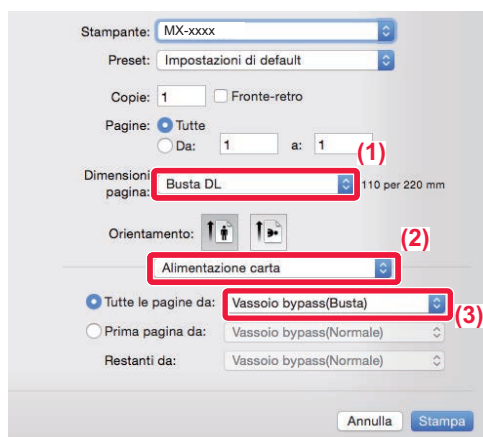 Stampante: MX-xxxx
Preset: Impostazioni di default
Copie: 1 Fronte-retro
Pagine: Tutte
Da: 1 a: 1
(1)
Dimensioni pagina: Busta DL 110 per 220 mm
Orientamento:
(2)
Alimentazione carta
Tutte le pagine da: Vassoio bypass(Busta)
(3)
Prima pagina da: Vassoio bypass(Normale)
Restanti da: Vassoio bypass(Normale)
Annulla Stampa